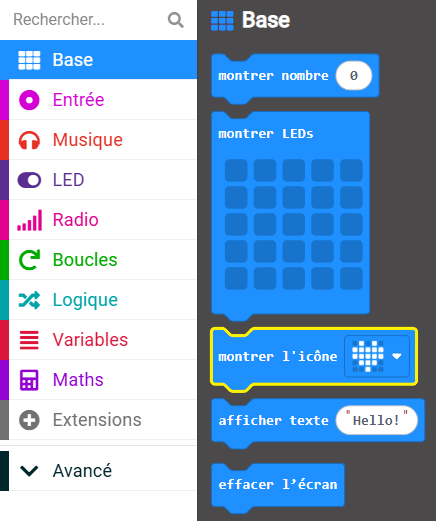 Rechercher...
Base
Entrée
Musique
LED
Radio
Boucles
Logique
Variables
Maths
Extensions
Avancé
Base
montrer nombre 0
montrer LEDs
montrer l'icône
afficher texte "Hello!"
effacer l’écran